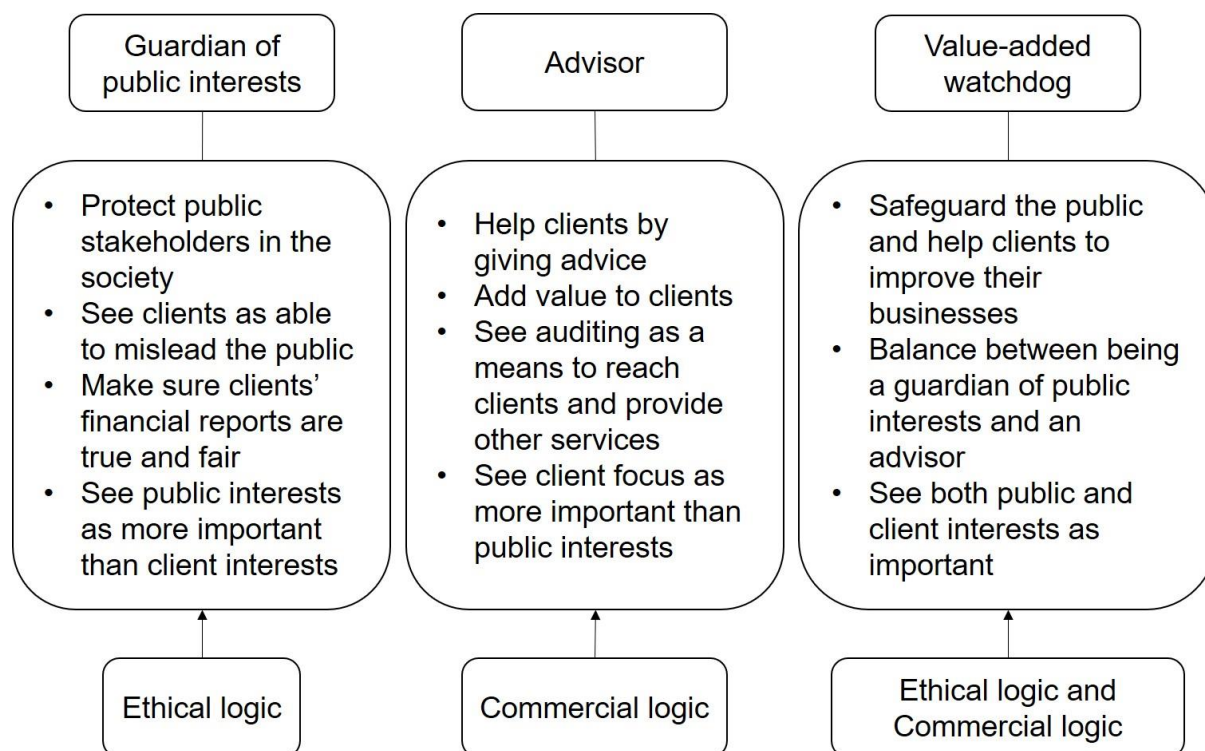 Guardian of
public interests
• Protect public
stakeholders in the
society
• See clients as able
to mislead the public
• Make sure clients’
financial reports are
true and fair
• See public interests
as more important
than client interests
Ethical logic
Advisor
• Help clients by
giving advice
• Add value to clients
• See auditing as a
means to reach
clients and provide
other services
• See client focus as
more important than
public interests
Commercial logic
Value-added
watchdog
• Safeguard the public
and help clients to
improve their
businesses
• Balance between being
a guardian of public
interests and an
advisor
• See both public and
client interests as
important
Ethical logic and
Commercial logic